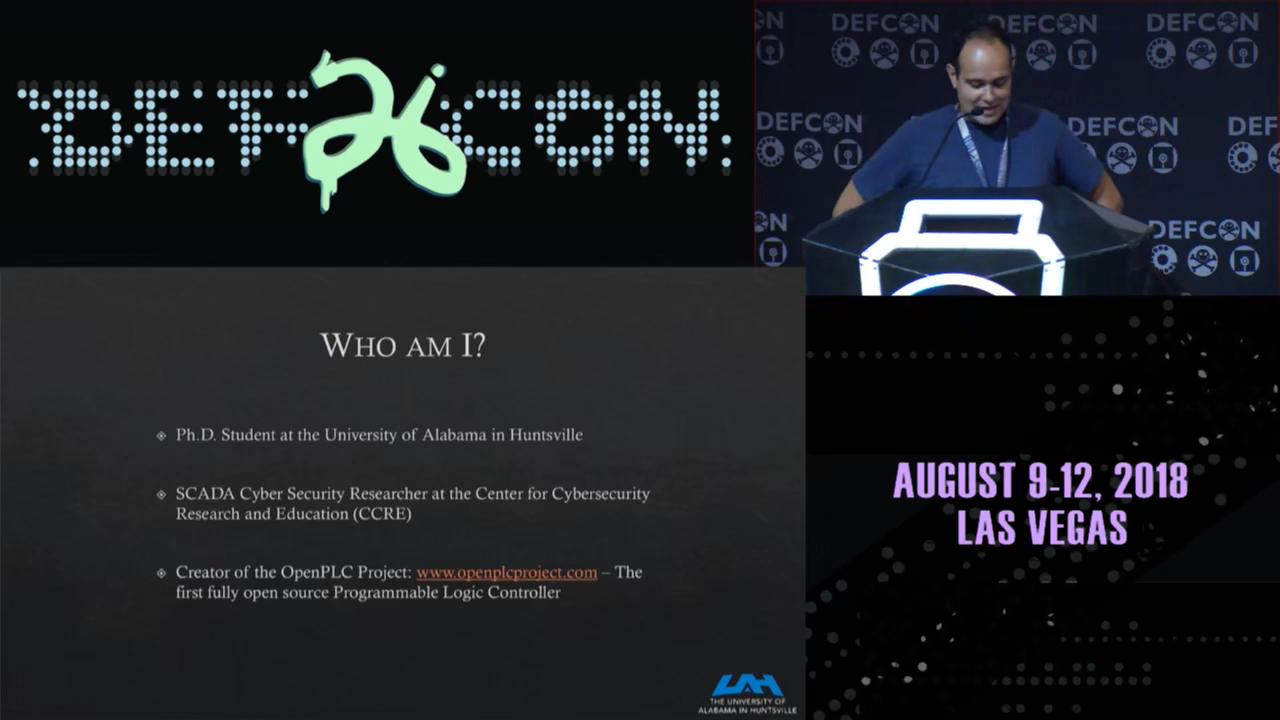 DEF 26 CON
DEFCON
DEFCON
DEFCON
DEFCON
DEFCON
DEF
DEFCON
WHO AM I?
Ph.D. Student at the University of Alabama in Huntsville
SCADA Cyber Security Researcher at the Center for Cybersecurity
Research and Education (CCRE)
Creator of the OpenPLC Project: www.openplcproject.com – The
first fully open source Programmable Logic Controller
AUGUST 9-12, 2018
LAS VEGAS
UAH
THE UNIVERSITY OF
ALABAMA IN HUNTSVILLE